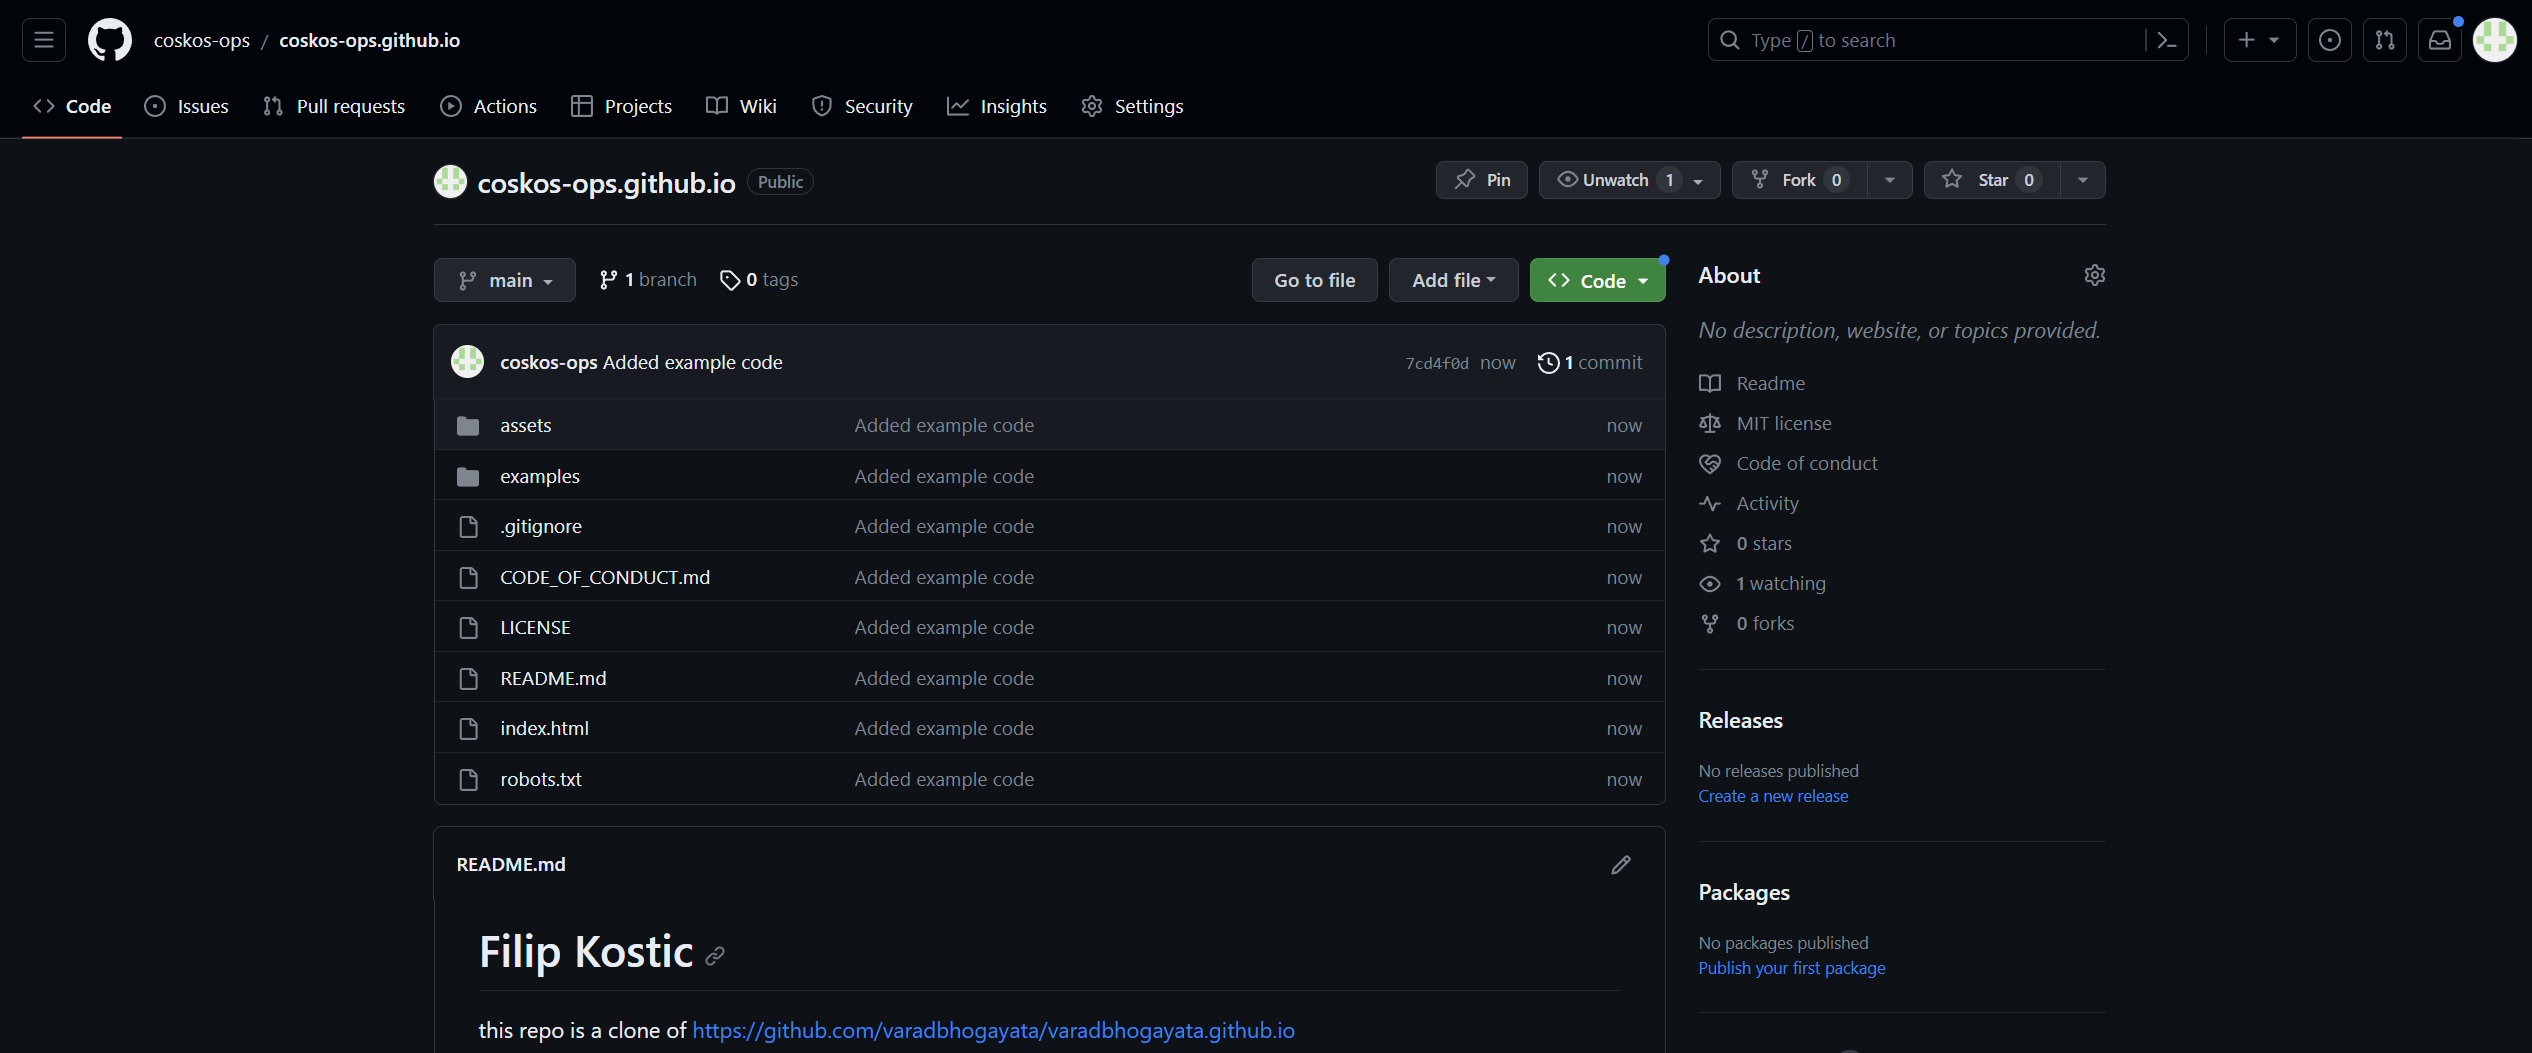 coskos-ops / coskos-ops.github.io
Type / to search
Code Issues Pull requests Actions Projects Wiki Security Insights Settings
coskos-ops.github.io Public
Pin Unwatch 1 Fork 0 Star 0
main 1 branch 0 tags
Go to file Add file Code
coskos-ops Added example code 7cd4f0d now 1 commit
assets Added example code now
examples Added example code now
.gitignore Added example code now
CODE_OF_CONDUCT.md Added example code now
LICENSE Added example code now
README.md Added example code now
index.html Added example code now
robots.txt Added example code now
README.md
Filip Kostic
this repo is a clone of https://github.com/varadbhogayata/varadbhogayata.github.io
About
No description, website, or topics provided.
Readme
MIT license
Code of conduct
Activity
0 stars
1 watching
0 forks
Releases
No releases published
Create a new release
Packages
No packages published
Publish your first package